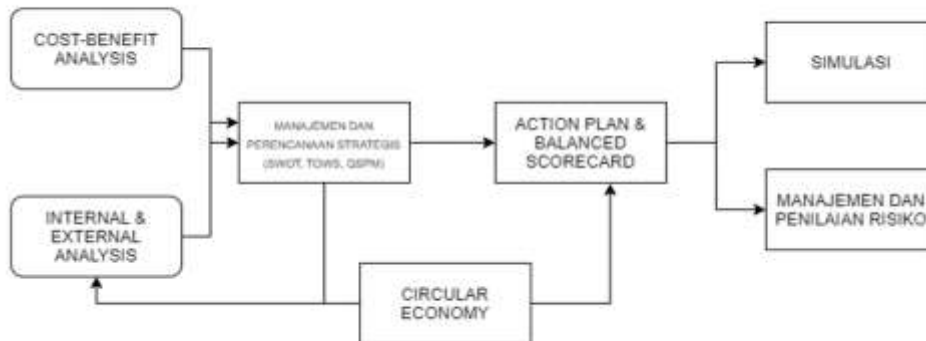 COST-BENEFIT
ANALYSIS
SIMULASI
MANAJEMEN DAN
PERENCANAAN STRATEGIS
(SWOT, TOWS, QSPM)
ACTION PLAN &
BALANCED
SCORECARD
INTERNAL &
EXTERNAL
ANALYSIS
MANAJEMEN DAN
PENILAIAN RISIKO
CIRCULAR
ECONOMY